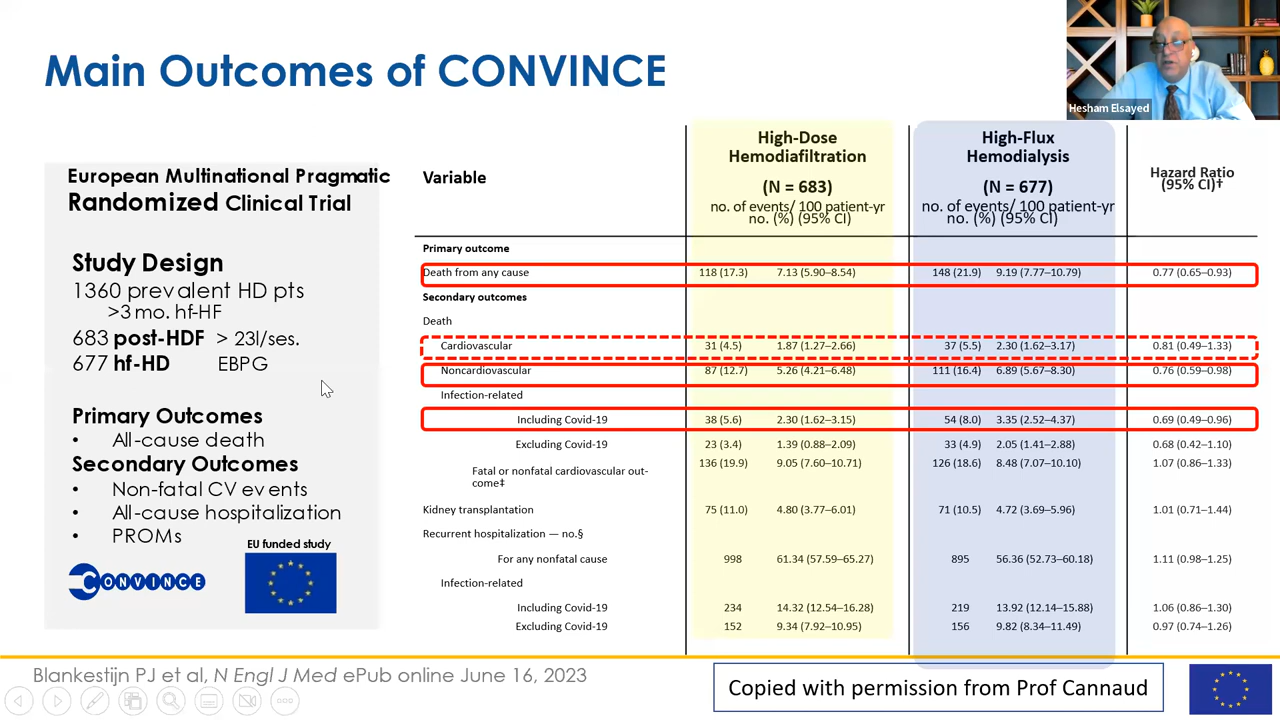 Main Outcomes of CONVINCE
Hesham Elsayed
European Multinational Pragmatic
Randomized Clinical Trial
Study Design
1360 prevalent HD pts
>3 mo. hf-HF
683 post-HDF > 23l/ses.
677 hf-HD EBPG
Primary Outcomes
• All-cause death
Secondary Outcomes
• Non-fatal CV events
• All-cause hospitalization
• PROMs
EU funded study
CONVINCE
Variable
High-Dose
Hemodiafiltration
(N = 683)
no. of events/ 100 patient-yr
no. (%) (95% CI)
High-Flux
Hemodialysis
(N = 677)
no. of events/ 100 patient-yr
no. (%) (95% CI)
Hazard Ratio
(95% CI)†
Primary outcome
Death from any cause 118 (17.3) 7.13 (5.90–8.54) 148 (21.9) 9.19 (7.77–10.79) 0.77 (0.65–0.93)
Secondary outcomes
Death
Cardiovascular 31 (4.5) 1.87 (1.27–2.66) 37 (5.5) 2.30 (1.62–3.17) 0.81 (0.49–1.33)
Noncardiovascular 87 (12.7) 5.26 (4.21–6.48) 111 (16.4) 6.89 (5.67–8.30) 0.76 (0.59–0.98)
Infection-related
Including Covid-19 38 (5.6) 2.30 (1.62–3.15) 54 (8.0) 3.35 (2.52–4.37) 0.69 (0.49–0.96)
Excluding Covid-19 23 (3.4) 1.39 (0.88–2.09) 33 (4.9) 2.05 (1.41–2.88) 0.68 (0.42–1.10)
Fatal or nonfatal cardiovascular out- 136 (19.9) 9.05 (7.60–10.71) 126 (18.6) 8.48 (7.07–10.10) 1.07 (0.86–1.33)
come‡
Kidney transplantation 75 (11.0) 4.80 (3.77–6.01) 71 (10.5) 4.72 (3.69–5.96) 1.01 (0.71–1.44)
Recurrent hospitalization — no.§
For any nonfatal cause 998 61.34 (57.59–65.27) 895 56.36 (52.73–60.18) 1.11 (0.98–1.25)
Infection-related
Including Covid-19 234 14.32 (12.54–16.28) 219 13.92 (12.14–15.88) 1.06 (0.86–1.30)
Excluding Covid-19 152 9.34 (7.92–10.95) 156 9.82 (8.34–11.49) 0.97 (0.74–1.26)
Blankestijn PJ et al, N Engl J Med ePub online June 16, 2023
Copied with permission from Prof Cannaud